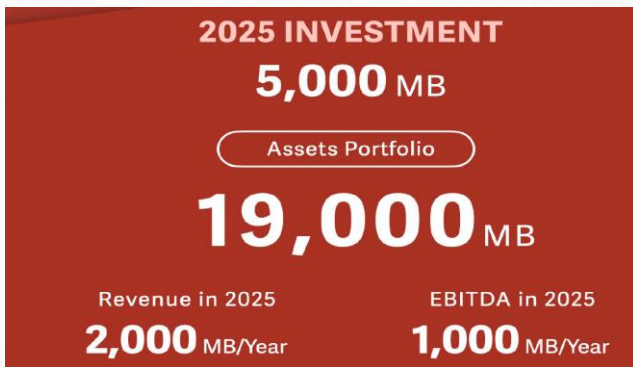 2025 INVESTMENT
5,000 MB
Assets Portfolio
19,000 MB
Revenue in 2025
2,000 MB/Year
EBITDA in 2025
1,000 MB/Year